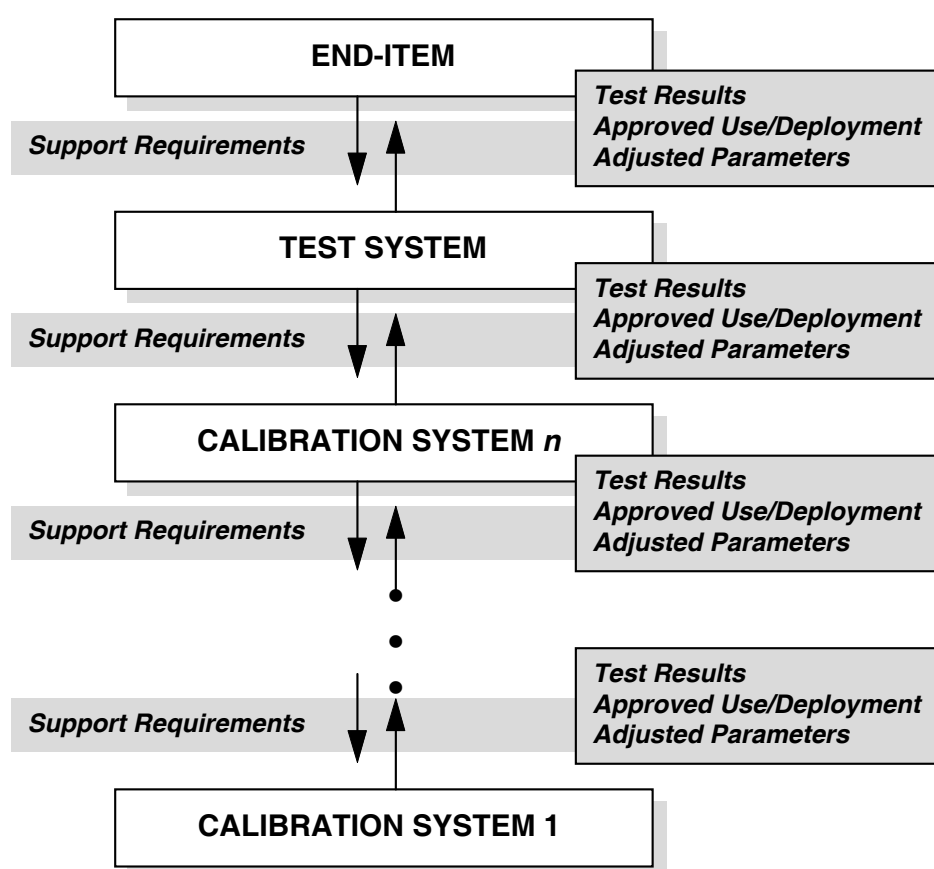 END-ITEM
Test Results
Approved Use/Deployment
Adjusted Parameters
Support Requirements
TEST SYSTEM
Test Results
Approved Use/Deployment
Adjusted Parameters
Support Requirements
CALIBRATION SYSTEM n
Test Results
Approved Use/Deployment
Adjusted Parameters
Support Requirements
Test Results
Approved Use/Deployment
Adjusted Parameters
Support Requirements
CALIBRATION SYSTEM 1